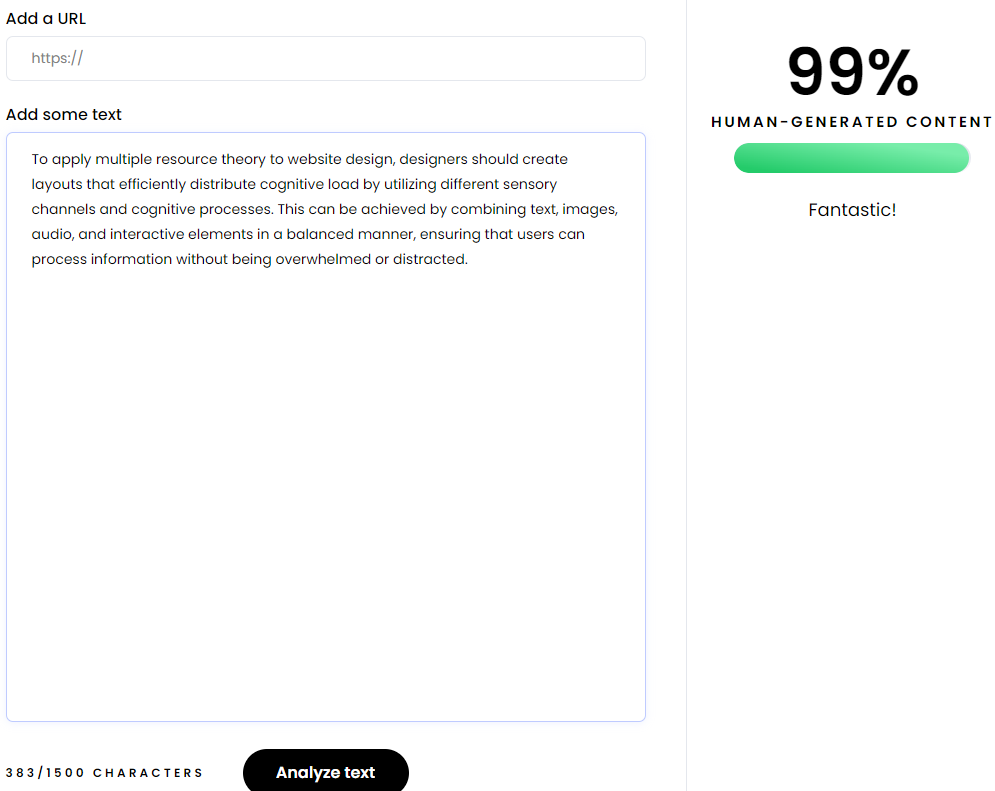 Add a URL
https://
Add some text
To apply multiple resource theory to website design, designers should create
layouts that efficiently distribute cognitive load by utilizing different sensory
channels and cognitive processes. This can be achieved by combining text, images,
audio, and interactive elements in a balanced manner, ensuring that users can
process information without being overwhelmed or distracted.
383/1500 CHARACTERS
Analyze text
99%
HUMAN-GENERATED CONTENT
Fantastic!